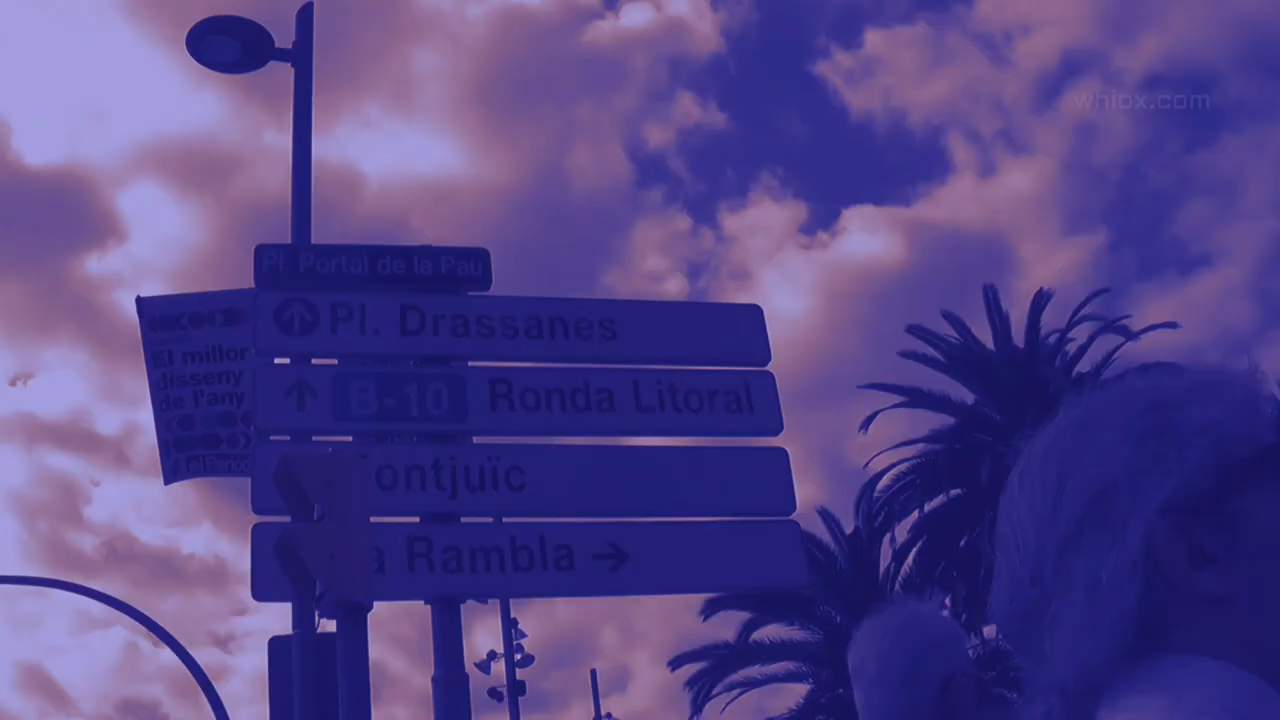 whiox.com
Pl. Portal de la Pau
Pl. Drassanes
El millor
disseny
de l'any
B-10 Ronda Litoral
ontjuïc
a Rambla